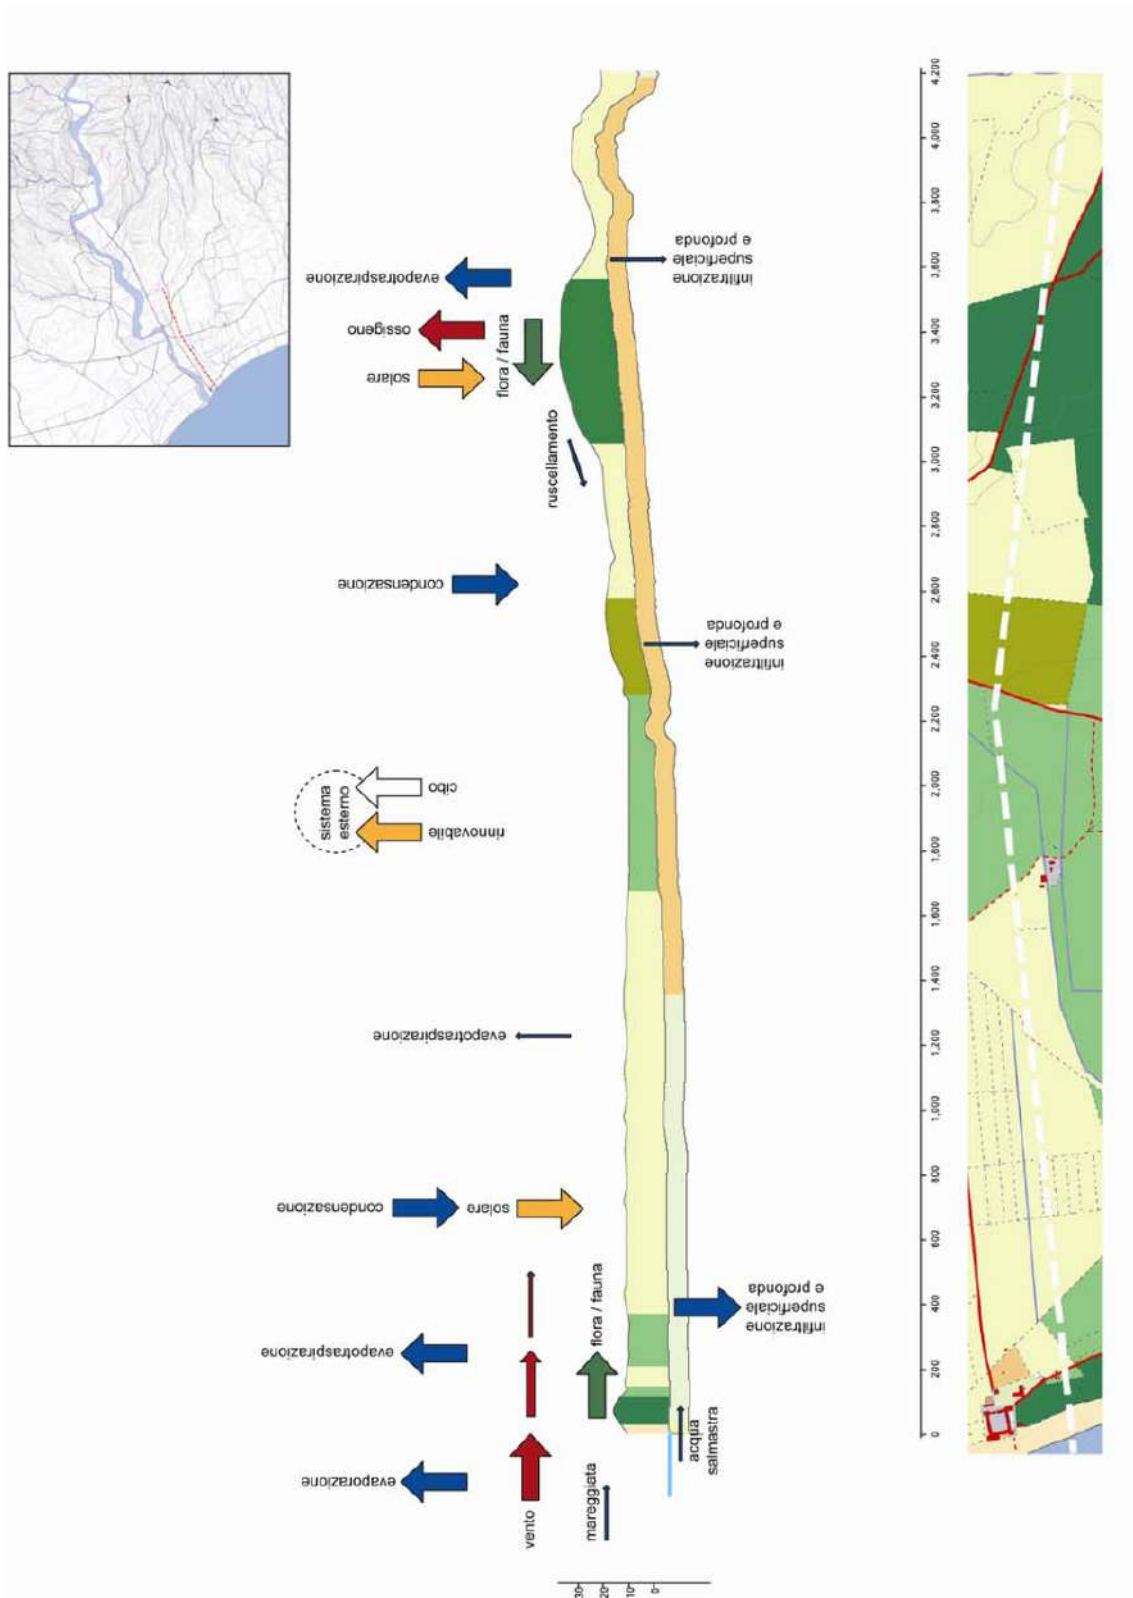 sistema
esterno
evaporazione
evapotraspirazione
condensazione
solare
evapotraspirazione
rinnovabile
cibo
condensazione
solare
ossigeno
evapotraspirazione
vento
flora / fauna
flora / fauna
mareggiata
ruscellamento
30
20
10
0
acqua
salmastra
infiltrazione
superficiale
e profonda
infiltrazione
superficiale
e profonda
infiltrazione
superficiale
e profonda
0
200
400
600
800
1,000
1,200
1,400
1,600
1,800
2,000
2,200
2,400
2,600
2,800
3,000
3,200
3,400
3,600
3,800
4,000
4,200